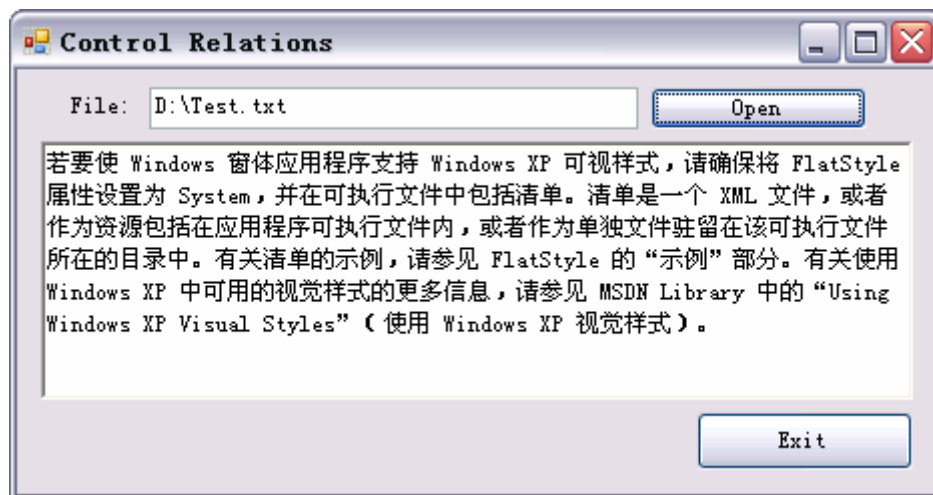 Control Relations
File: D:\Test.txt Open
若要使 Windows 窗体应用程序支持 Windows XP 可视样式，请确保将 FlatStyle
属性设置为 System，并在可执行文件中包括清单。清单是一个 XML 文件，或者
作为资源包括在应用程序可执行文件内，或者作为单独文件驻留在该可执行文件
所在的目录中。有关清单的示例，请参见 FlatStyle 的“示例”部分。有关使用
Windows XP 中可用的视觉样式的更多信息，请参见 MSDN Library 中的“Using
Windows XP Visual Styles”（使用 Windows XP 视觉样式）。
Exit